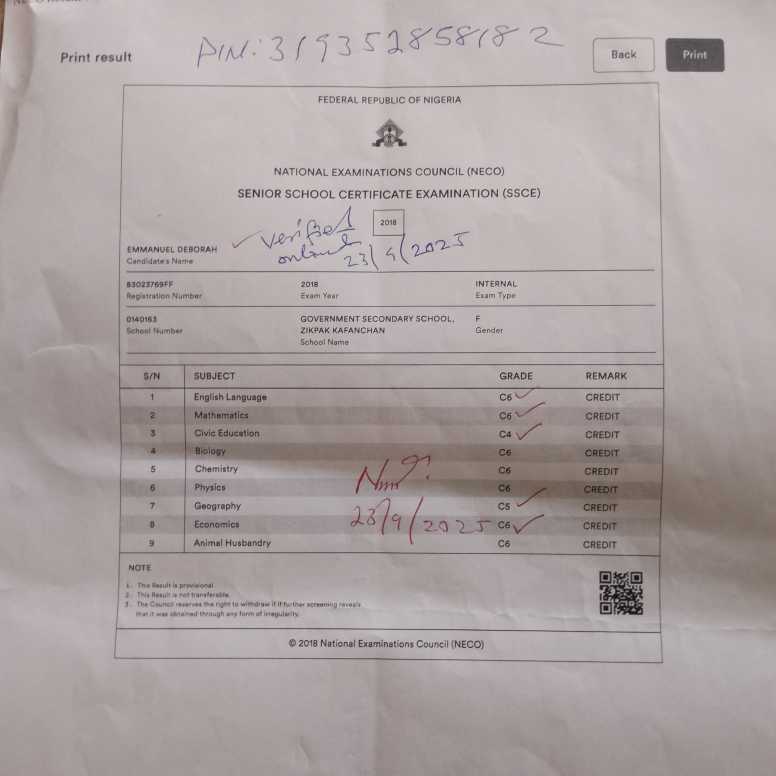 Print result
PIN: 319352858182
Back
Print
FEDERAL REPUBLIC OF NIGERIA
NATIONAL EXAMINATIONS COUNCIL (NECO)
SENIOR SCHOOL CERTIFICATE EXAMINATION (SSCE)
2018
verified
online
23/9/2025
EMMANUEL DEBORAH
Candidate's Name
83023769FF 2018 INTERNAL
Registration Number Exam Year Exam Type
0140163 GOVERNMENT SECONDARY SCHOOL, F
School Number ZIKPAK KAFANCHAN Gender
School Name
S/N SUBJECT GRADE REMARK
1 English Language C6 CREDIT
2 Mathematics C6 CREDIT
3 Civic Education C4 CREDIT
4 Biology C6 CREDIT
5 Chemistry C6 CREDIT
6 Physics C6 CREDIT
7 Geography C5 CREDIT
8 Economics C6 CREDIT
9 Animal Husbandry C6 CREDIT
23/9/2025
NOTE
1. This Result is provisional
2. This Result is not transferable.
3. The Council reserves the right to withdraw if it further screening reveals
that it was obtained through any form of irregularity.
© 2018 National Examinations Council (NECO)